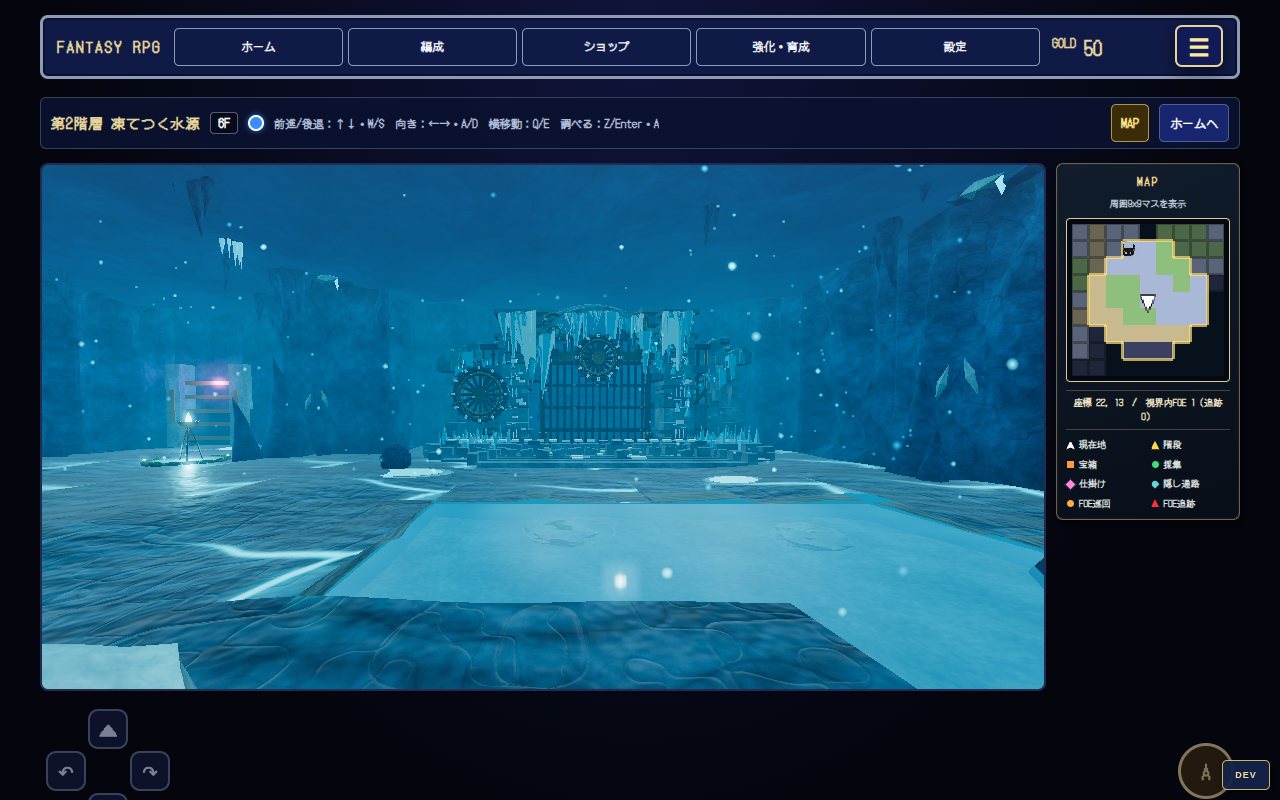 FANTASY RPG
ホーム
編成
ショップ
強化・育成
設定
GOLD 50
第2階層 凍てつく水源
6F
前進/後退：↑↓・W/S 向き：←→・A/D 横移動：Q/E 調べる：Z/Enter・A
MAP
ホームへ
MAP
周囲9x9マスを表示
座標 22, 13 / 視界内FOE 1（追跡
0）
現在地
階段
宝箱
採集
仕掛け
隠し通路
FOE巡回
FOE追跡
A
DEV